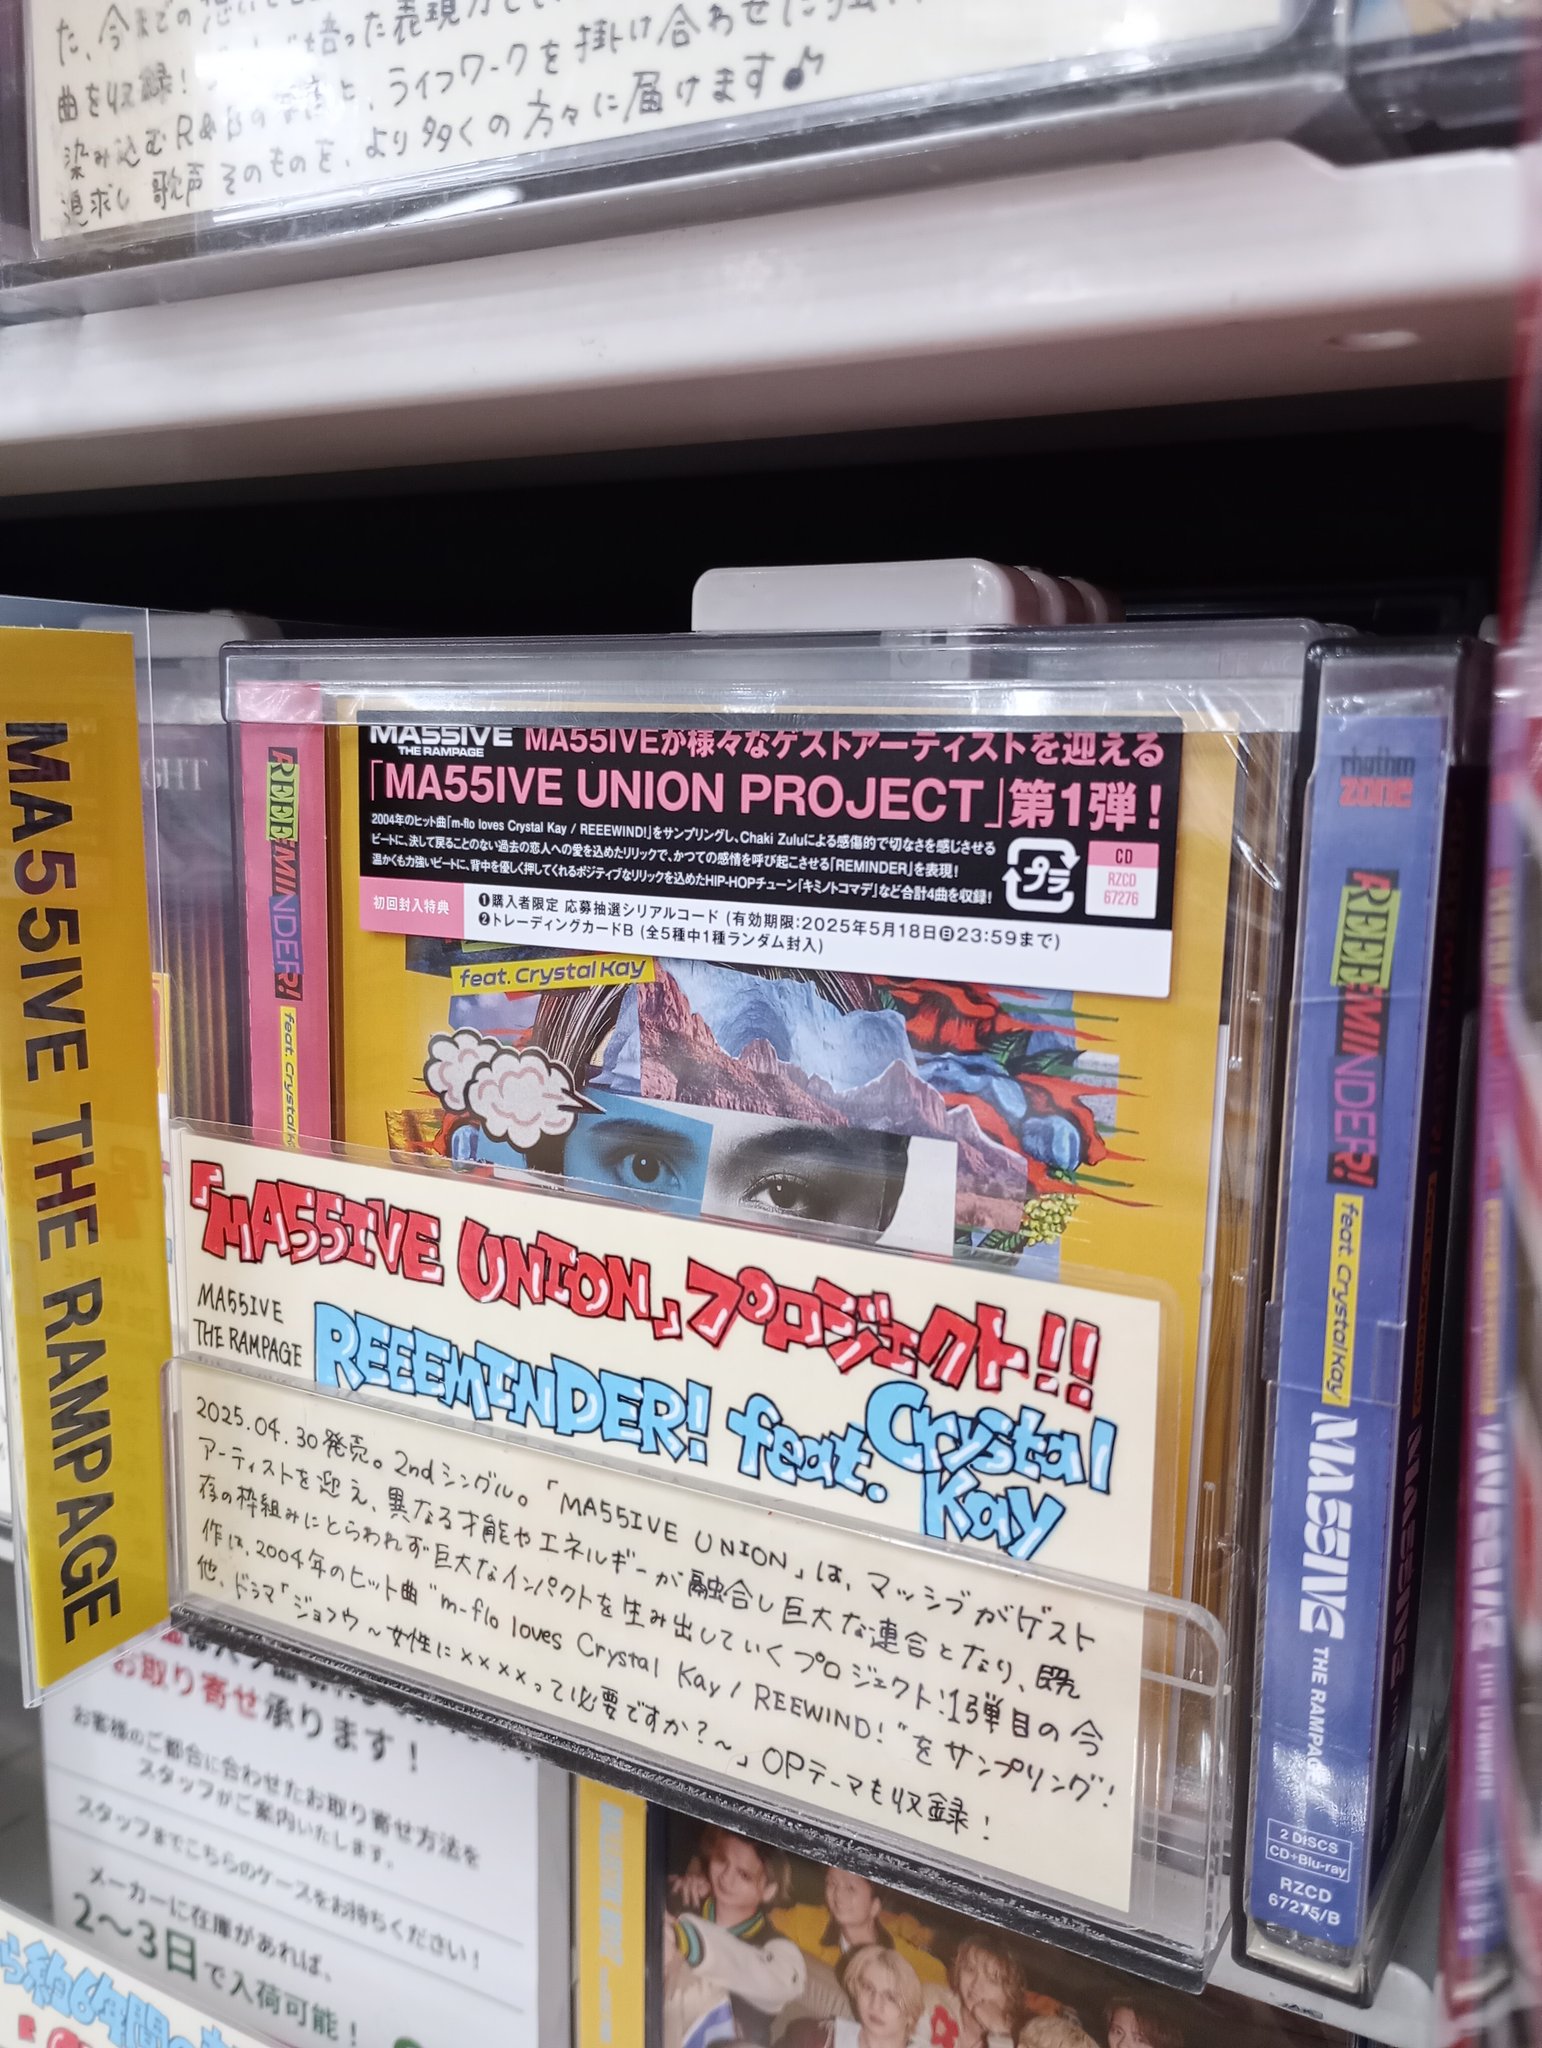 た、今までの
培った表現力
曲を収録! ライフワークを掛け合わせた
染み込むR&Bの 、より多くの方々に届けます♪
追求し歌声そのものを、
MA55IVE THE RAMPAGE
REEEMINDER!
feat. Crystal Kay
MA55IVE
THE RAMPAGE
MA55IVEが様々なゲストアーティストを迎える
「MA55IVE UNION PROJECT」第1弾!
2004年のヒット曲「m-flo loves Crystal Kay / REEEWIND!」をサンプリングし、Chaki Zuluによる感傷的で切なさを感じさせる
ビートに、決して戻ることのない過去の恋人への愛を込めたリリックで、かつての感情を呼び起こさせる「REMINDER」を表現!
温かくも力強いビートに、背中を優しく押してくれるポジティブなリリックを込めたHIP-HOPチューン「キミノトコマデ」など合計4曲を収録!
プラ
CD
RZCD
67276
初回封入特典
❶購入者限定 応募抽選シリアルコード (有効期限:2025年5月18日㊐23:59まで)
❷トレーディングカードB (全5種中1種ランダム封入)
feat. Crystal Kay
「MA55IVE UNION」プロジェクト!!
MA55IVE
THE RAMPAGE
REEEMINDER! feat. Crystal Kay
2025.04.30発売。2ndシングル。「MA55IVE UNION」は、マッシブがゲスト
アーティストを迎え、異なる才能やエネルギーが融合し巨大な連合となり、既
存の枠組みにとらわれず巨大なインパクトを生み出していくプロジェクト!1弾目の今
作は、2004年のヒット曲"m-flo loves Crystal Kay / REEWIND!"をサンプリング!
他、ドラマ「ジョフウ〜女性に××××って必要ですか?〜」OPテーマも収録!
rhythm
zone
REEEMINDER!
feat. Crystal Kay
MA55IVE THE RAMPAGE
2 DISCS
CD+Blu-ray
RZCD
67275/B
お取り寄せ承ります!
お客様のご都合に合わせたお取り寄せ方法を
スタッフがご案内いたします。
スタッフまでこちらのケースをお持ちください!
メーカーに在庫があれば、
2〜3日で入荷可能!
ら約6年間の